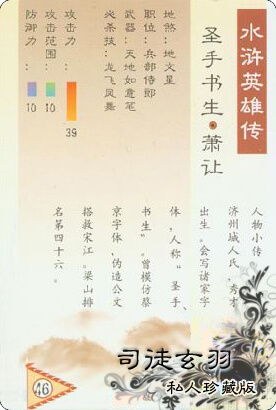 水浒英雄传
圣手书生·萧让
地煞：地文星
职位：兵部侍郎
武器：天地如意笔
必杀技：龙飞凤舞
攻击力：
39
攻击范围：
10
防御力：
10
人物小传：
济州城人氏，秀才
出生。会写诸家字
体，人称“圣手
书生”。曾模仿蔡
京字体，伪造公文
搭救宋江。梁山排
名第四十六。
46
司徒玄羽
私人珍藏版